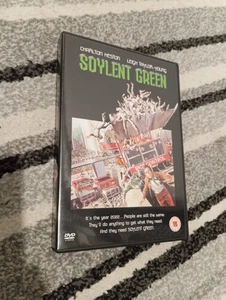 CHARLTON HESTON LEIGH TAYLOR-YOUNG
SOYLENT GREEN
It's the year 2022... People are still the same.
They'll do anything to get what they need.
And they need SOYLENT GREEN.
DVD
15